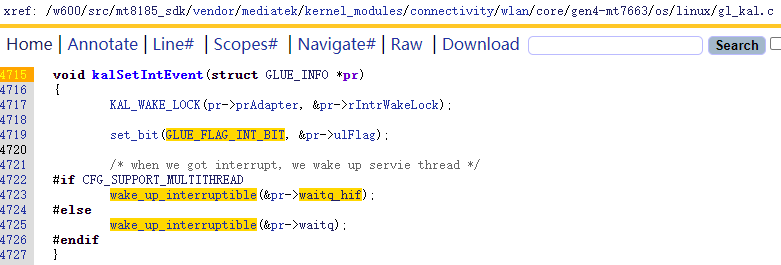 xref: /w600/src/mt8185_sdk/vendor/mediatek/kernel_modules/connectivity/wlan/core/gen4-mt7663/os/linux/gl_kal.c
Home | Annotate | Line# | Scopes# | Navigate# | Raw | Download Search
4715 void kalSetIntEvent(struct GLUE_INFO *pr)
4716 {
4717 KAL_WAKE_LOCK(pr->prAdapter, &pr->rIntrWakeLock);
4718
4719 set_bit(GLUE_FLAG_INT_BIT, &pr->ulFlag);
4720
4721 /* when we got interrupt, we wake up servie thread */
4722 #if CFG_SUPPORT_MULTITHREAD
4723 wake_up_interruptible(&pr->waitq_hif);
4724 #else
4725 wake_up_interruptible(&pr->waitq);
4726 #endif
4727 }